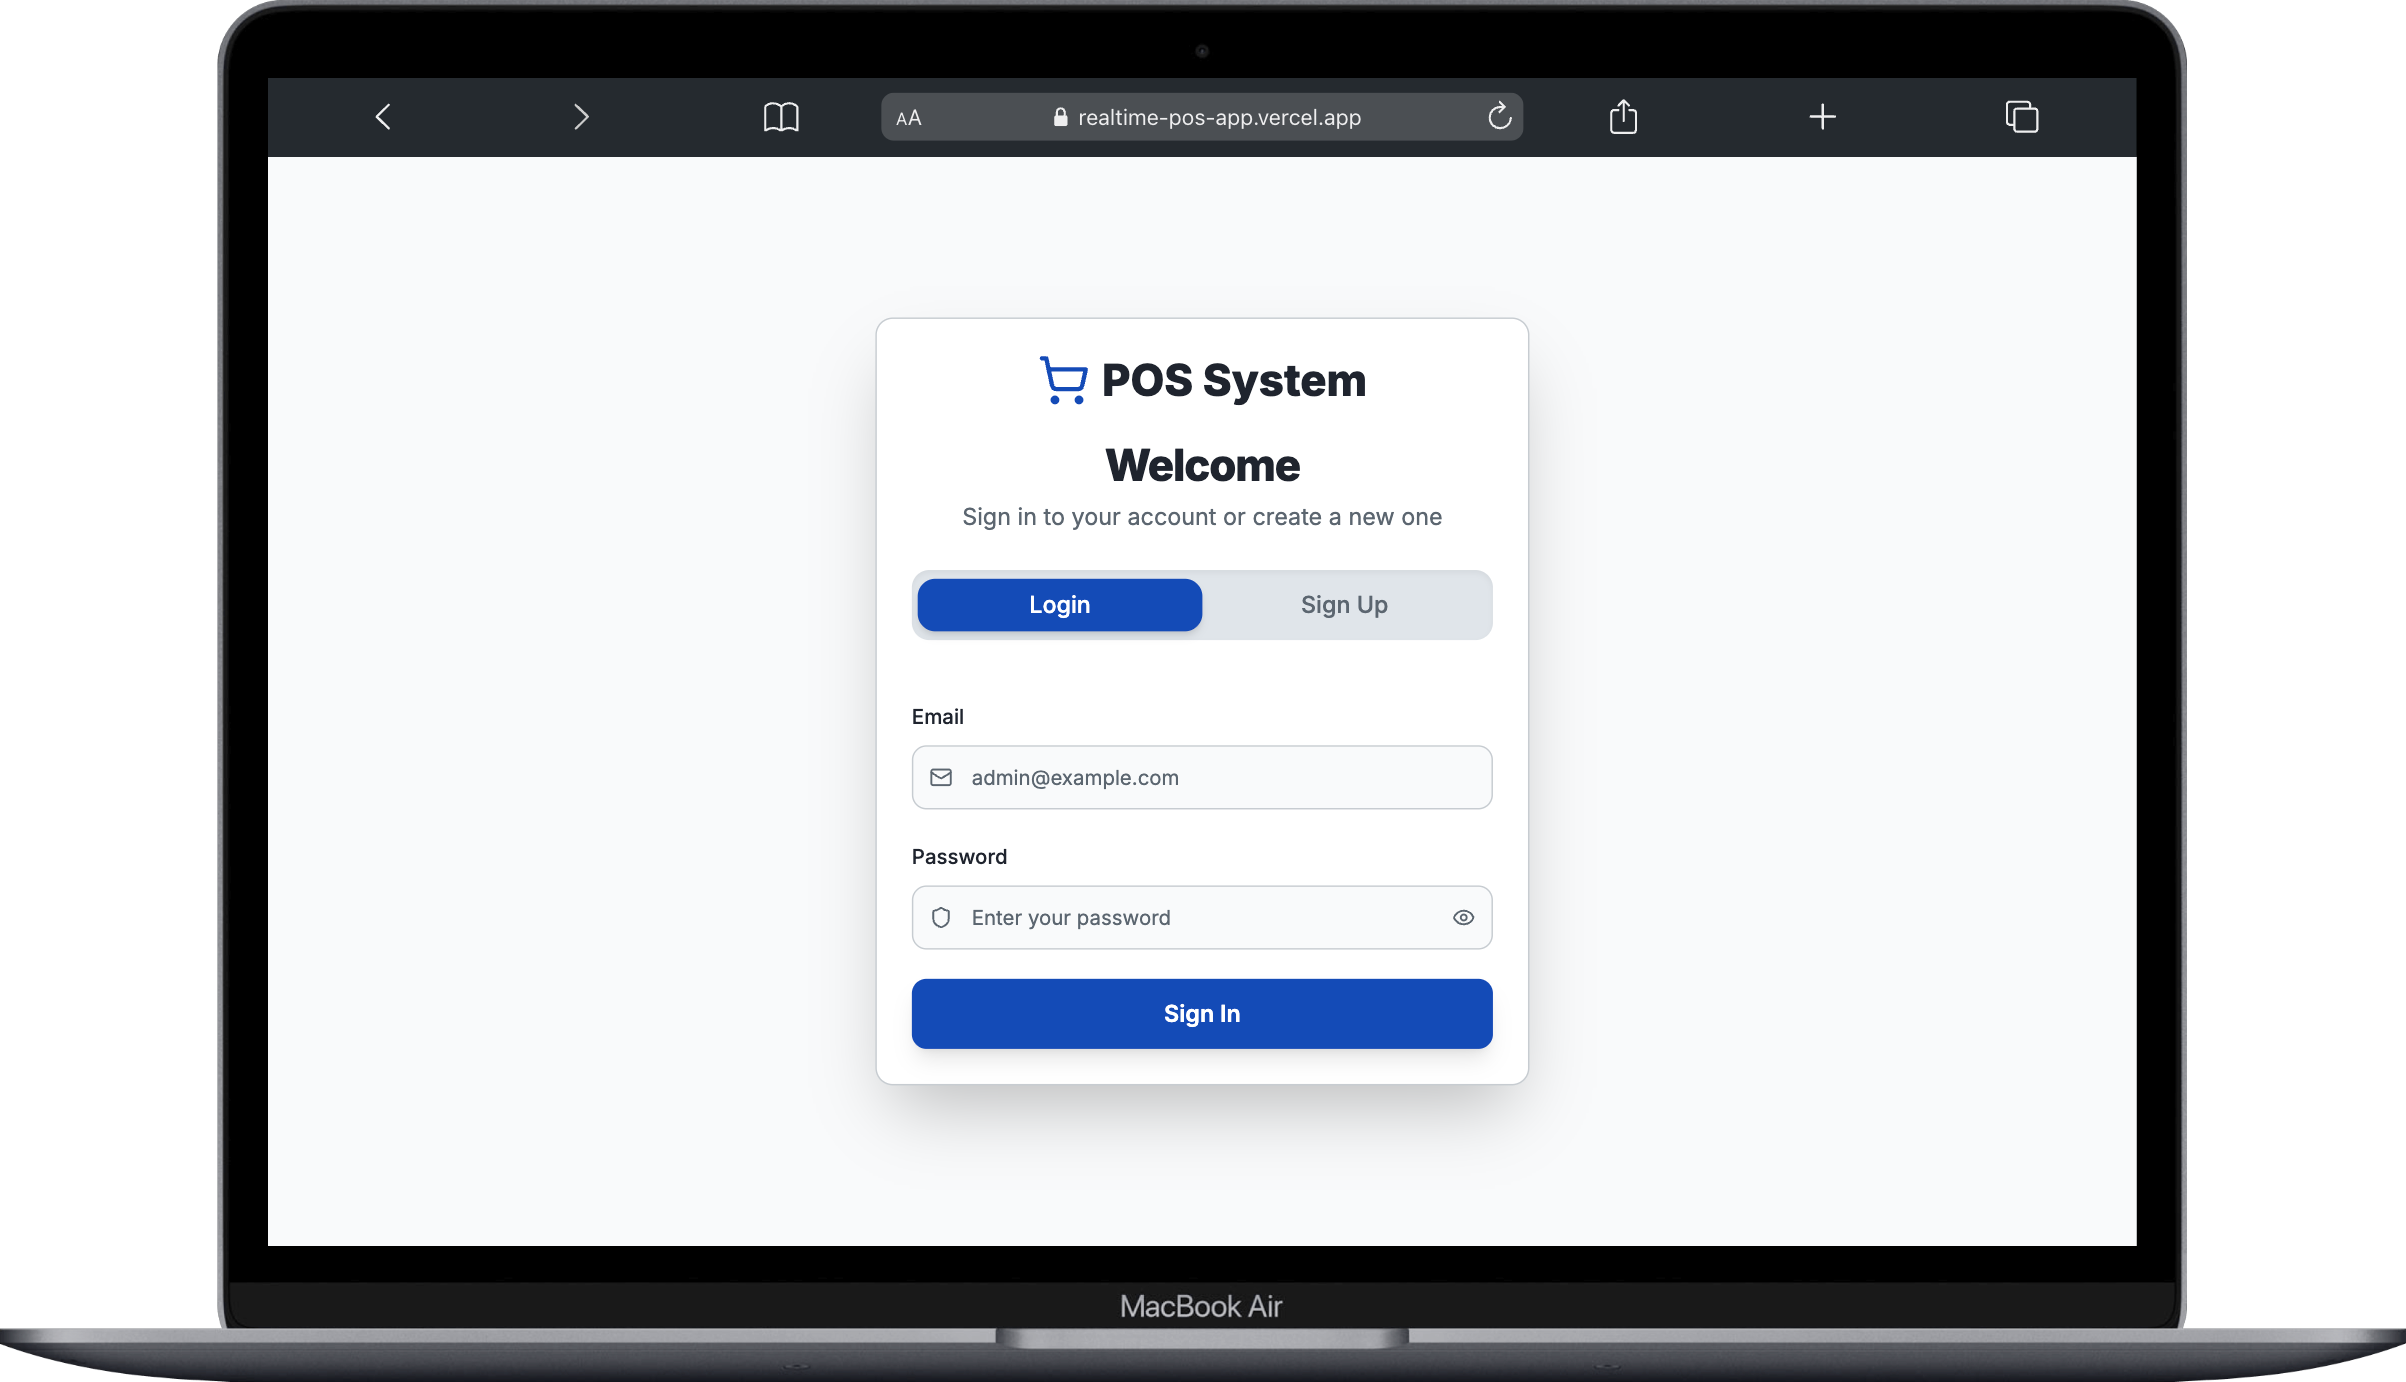 AA realtime-pos-app.vercel.app
POS System
Welcome
Sign in to your account or create a new one
Login Sign Up
Email
admin@example.com
Password
Enter your password
Sign In
MacBook Air